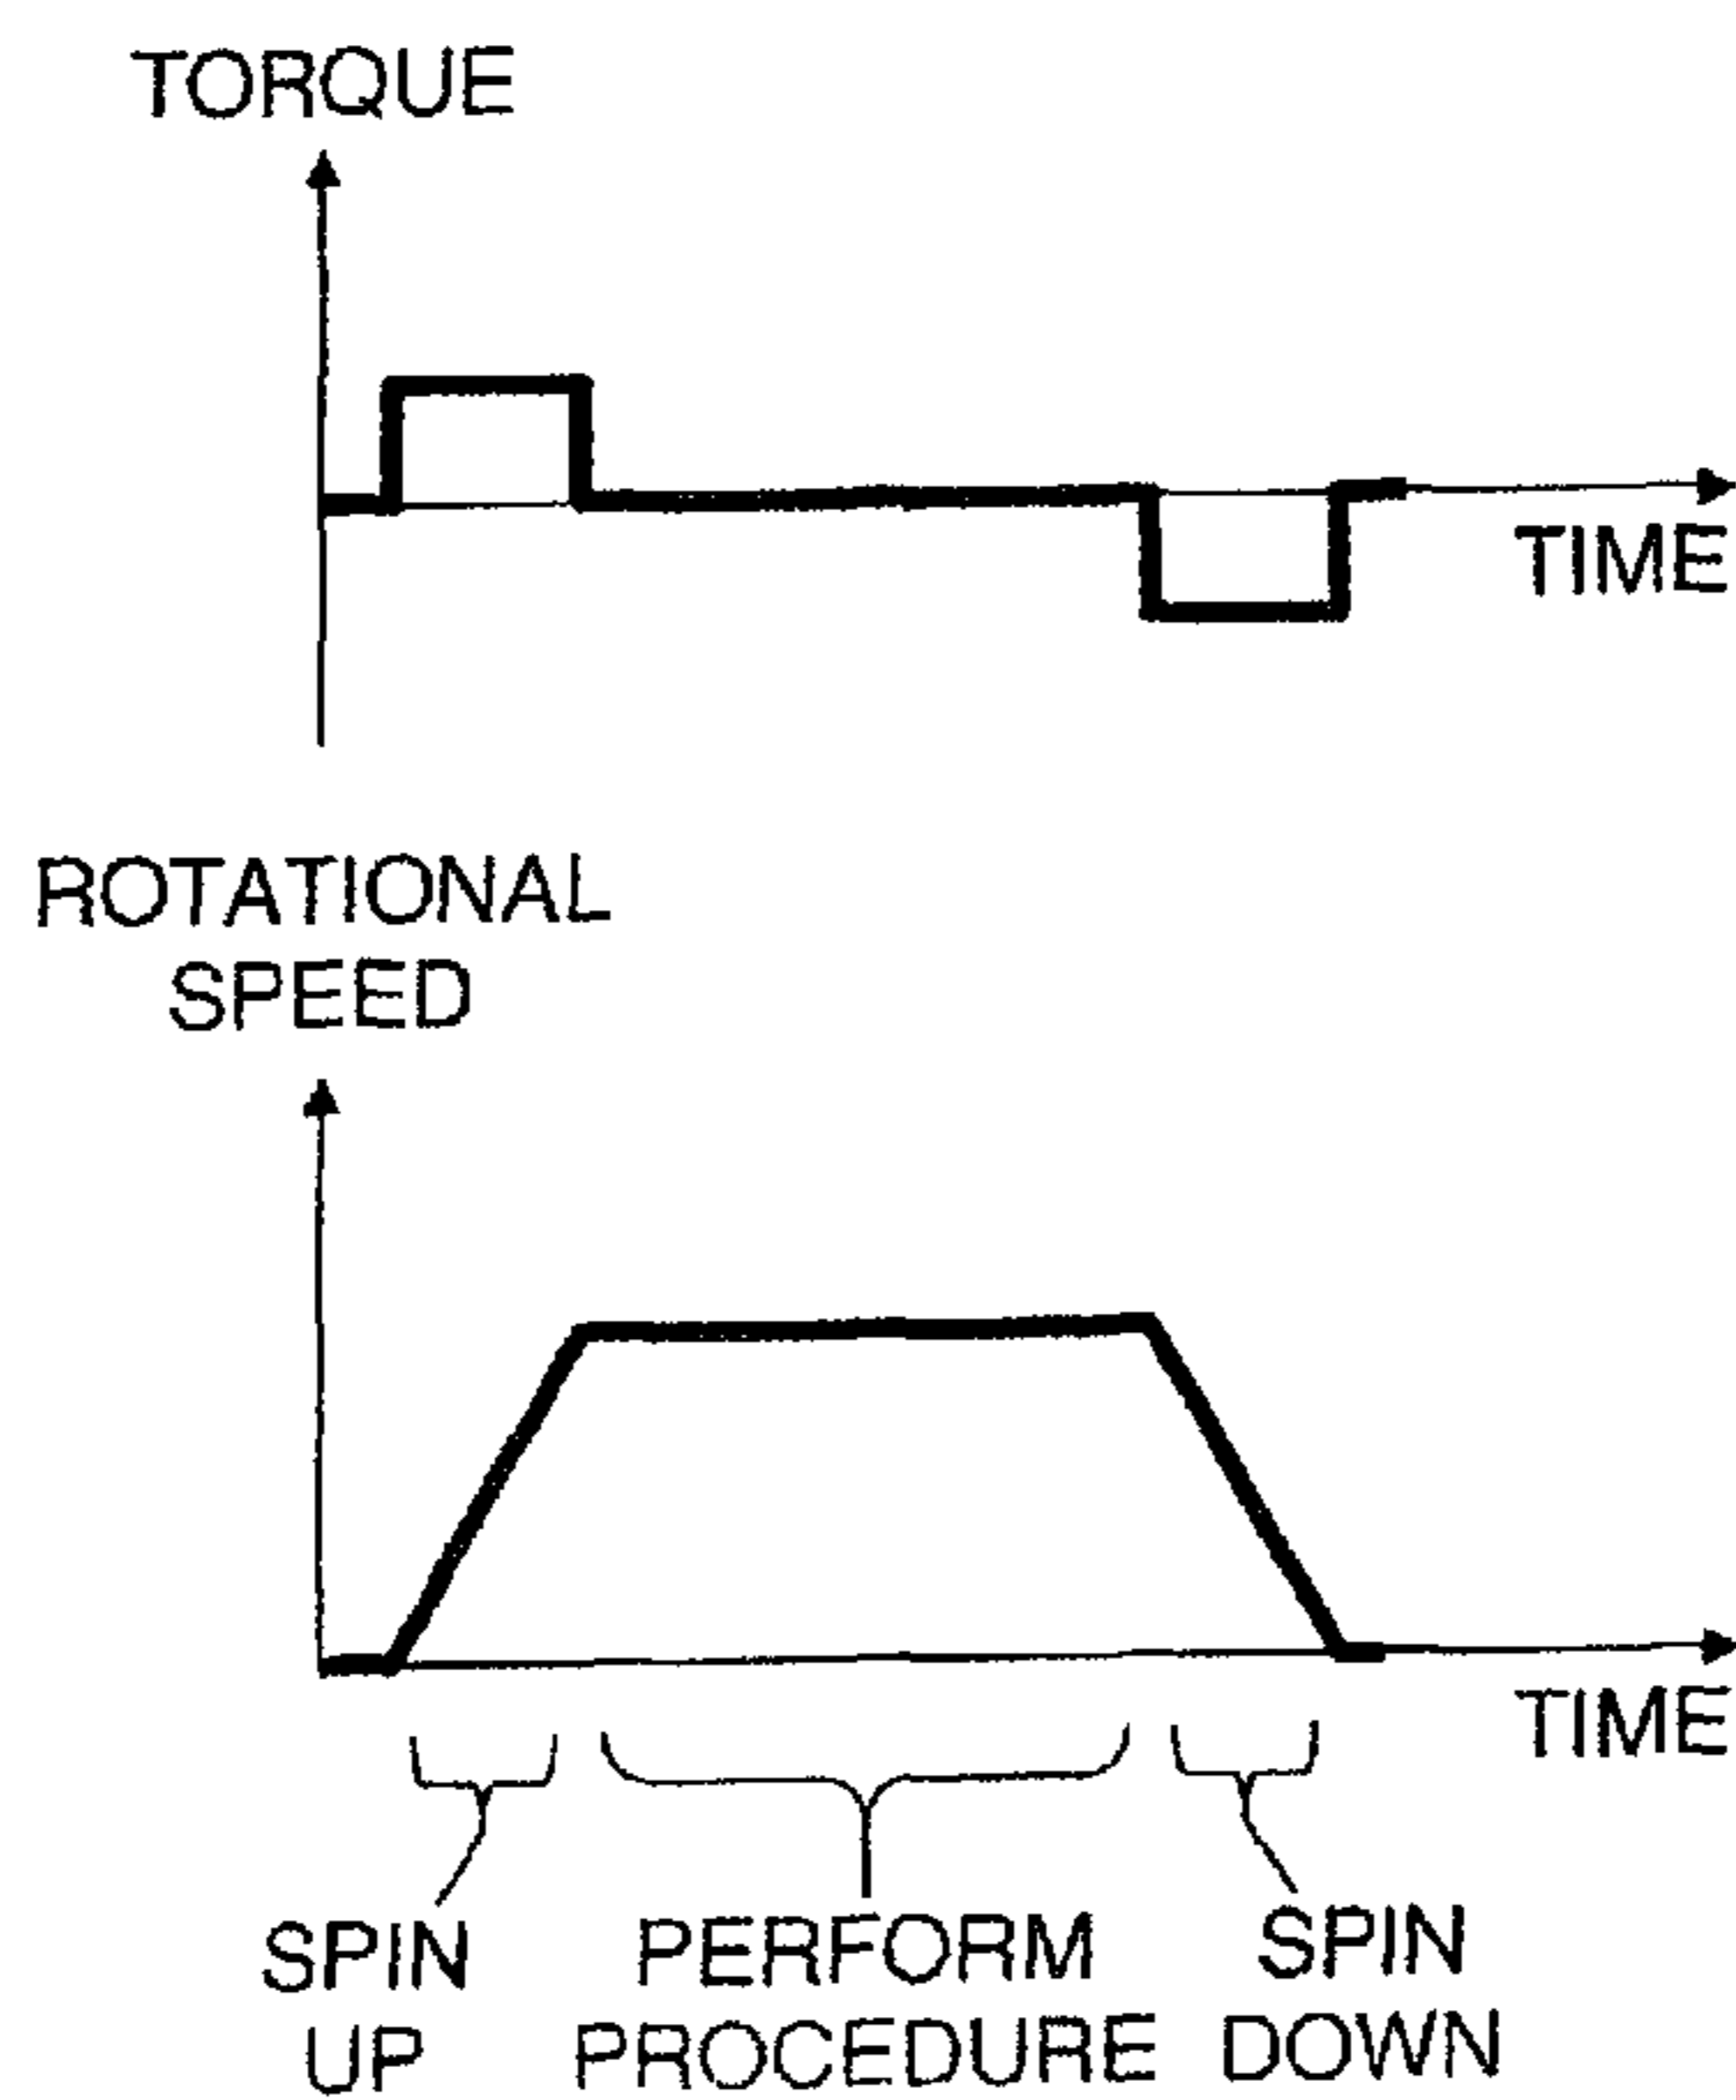 TORQUE
TIME
ROTATIONAL
SPEED
TIME
SPIN
UP
PERFORM
PROCEDURE
SPIN
DOWN